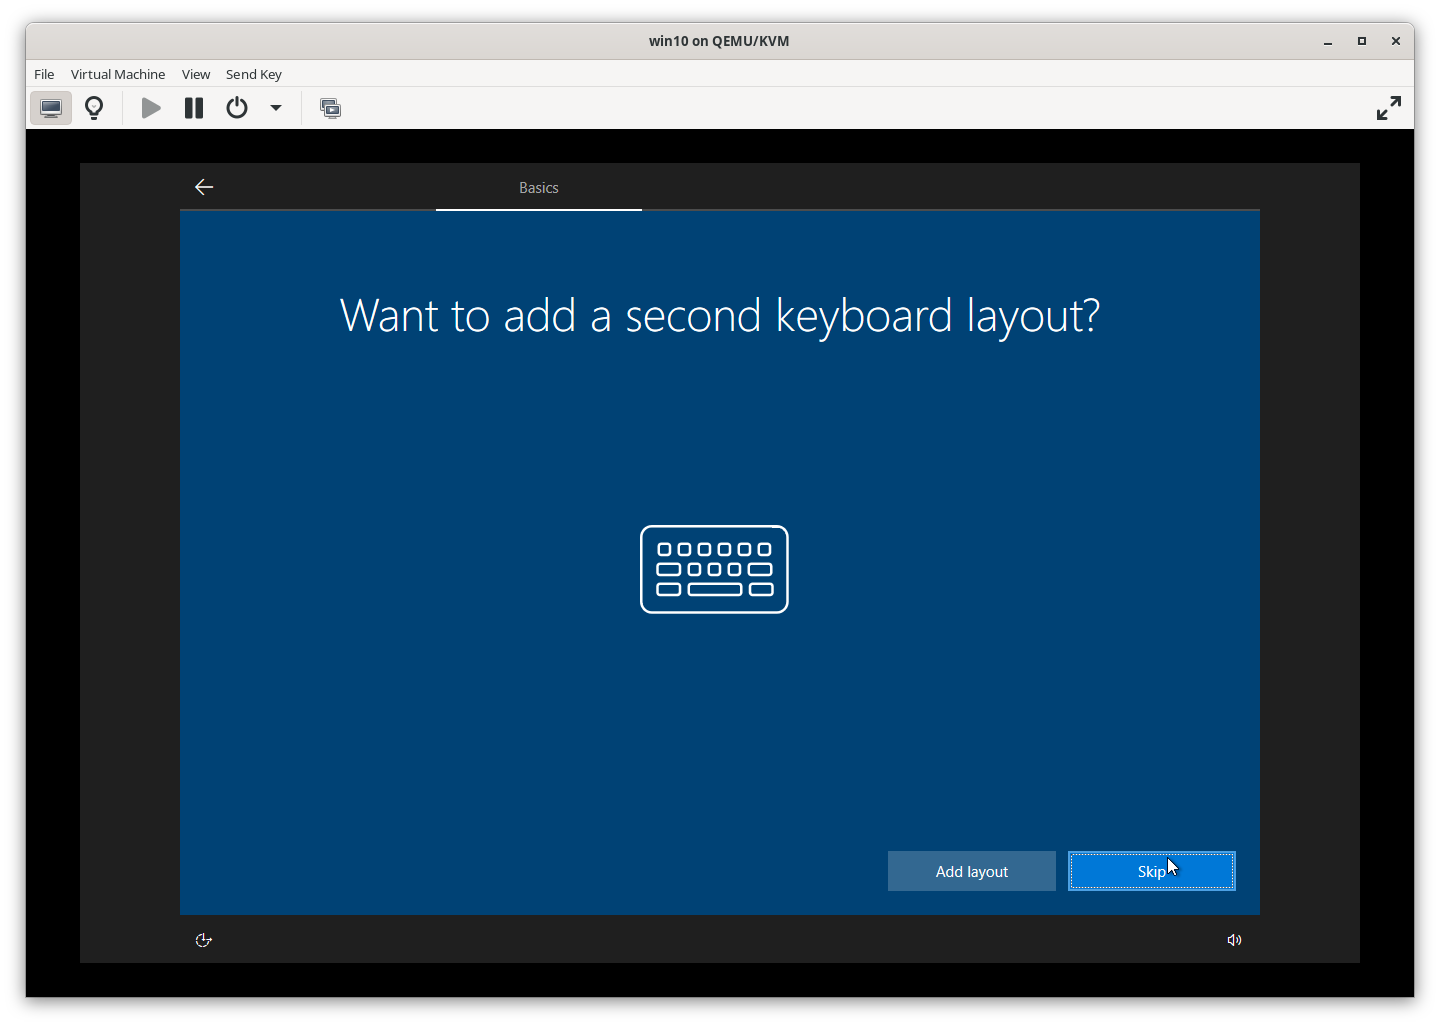 win10 on QEMU/KVM
File Virtual Machine View Send Key
Basics
Want to add a second keyboard layout?
Add layout Skip